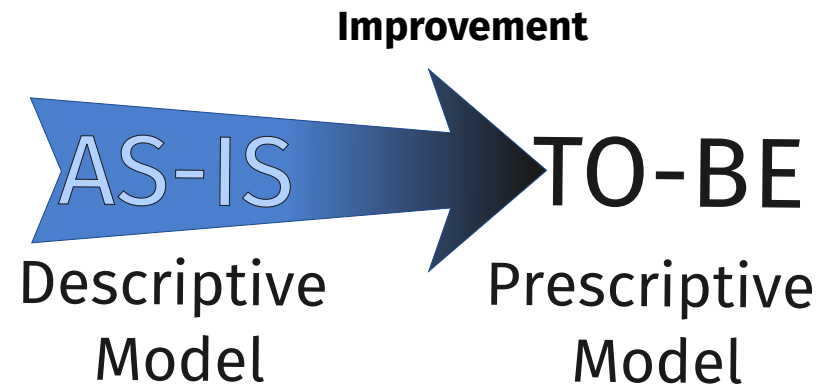 Improvement
AS-IS
TO-BE
Descriptive
Model
Prescriptive
Model